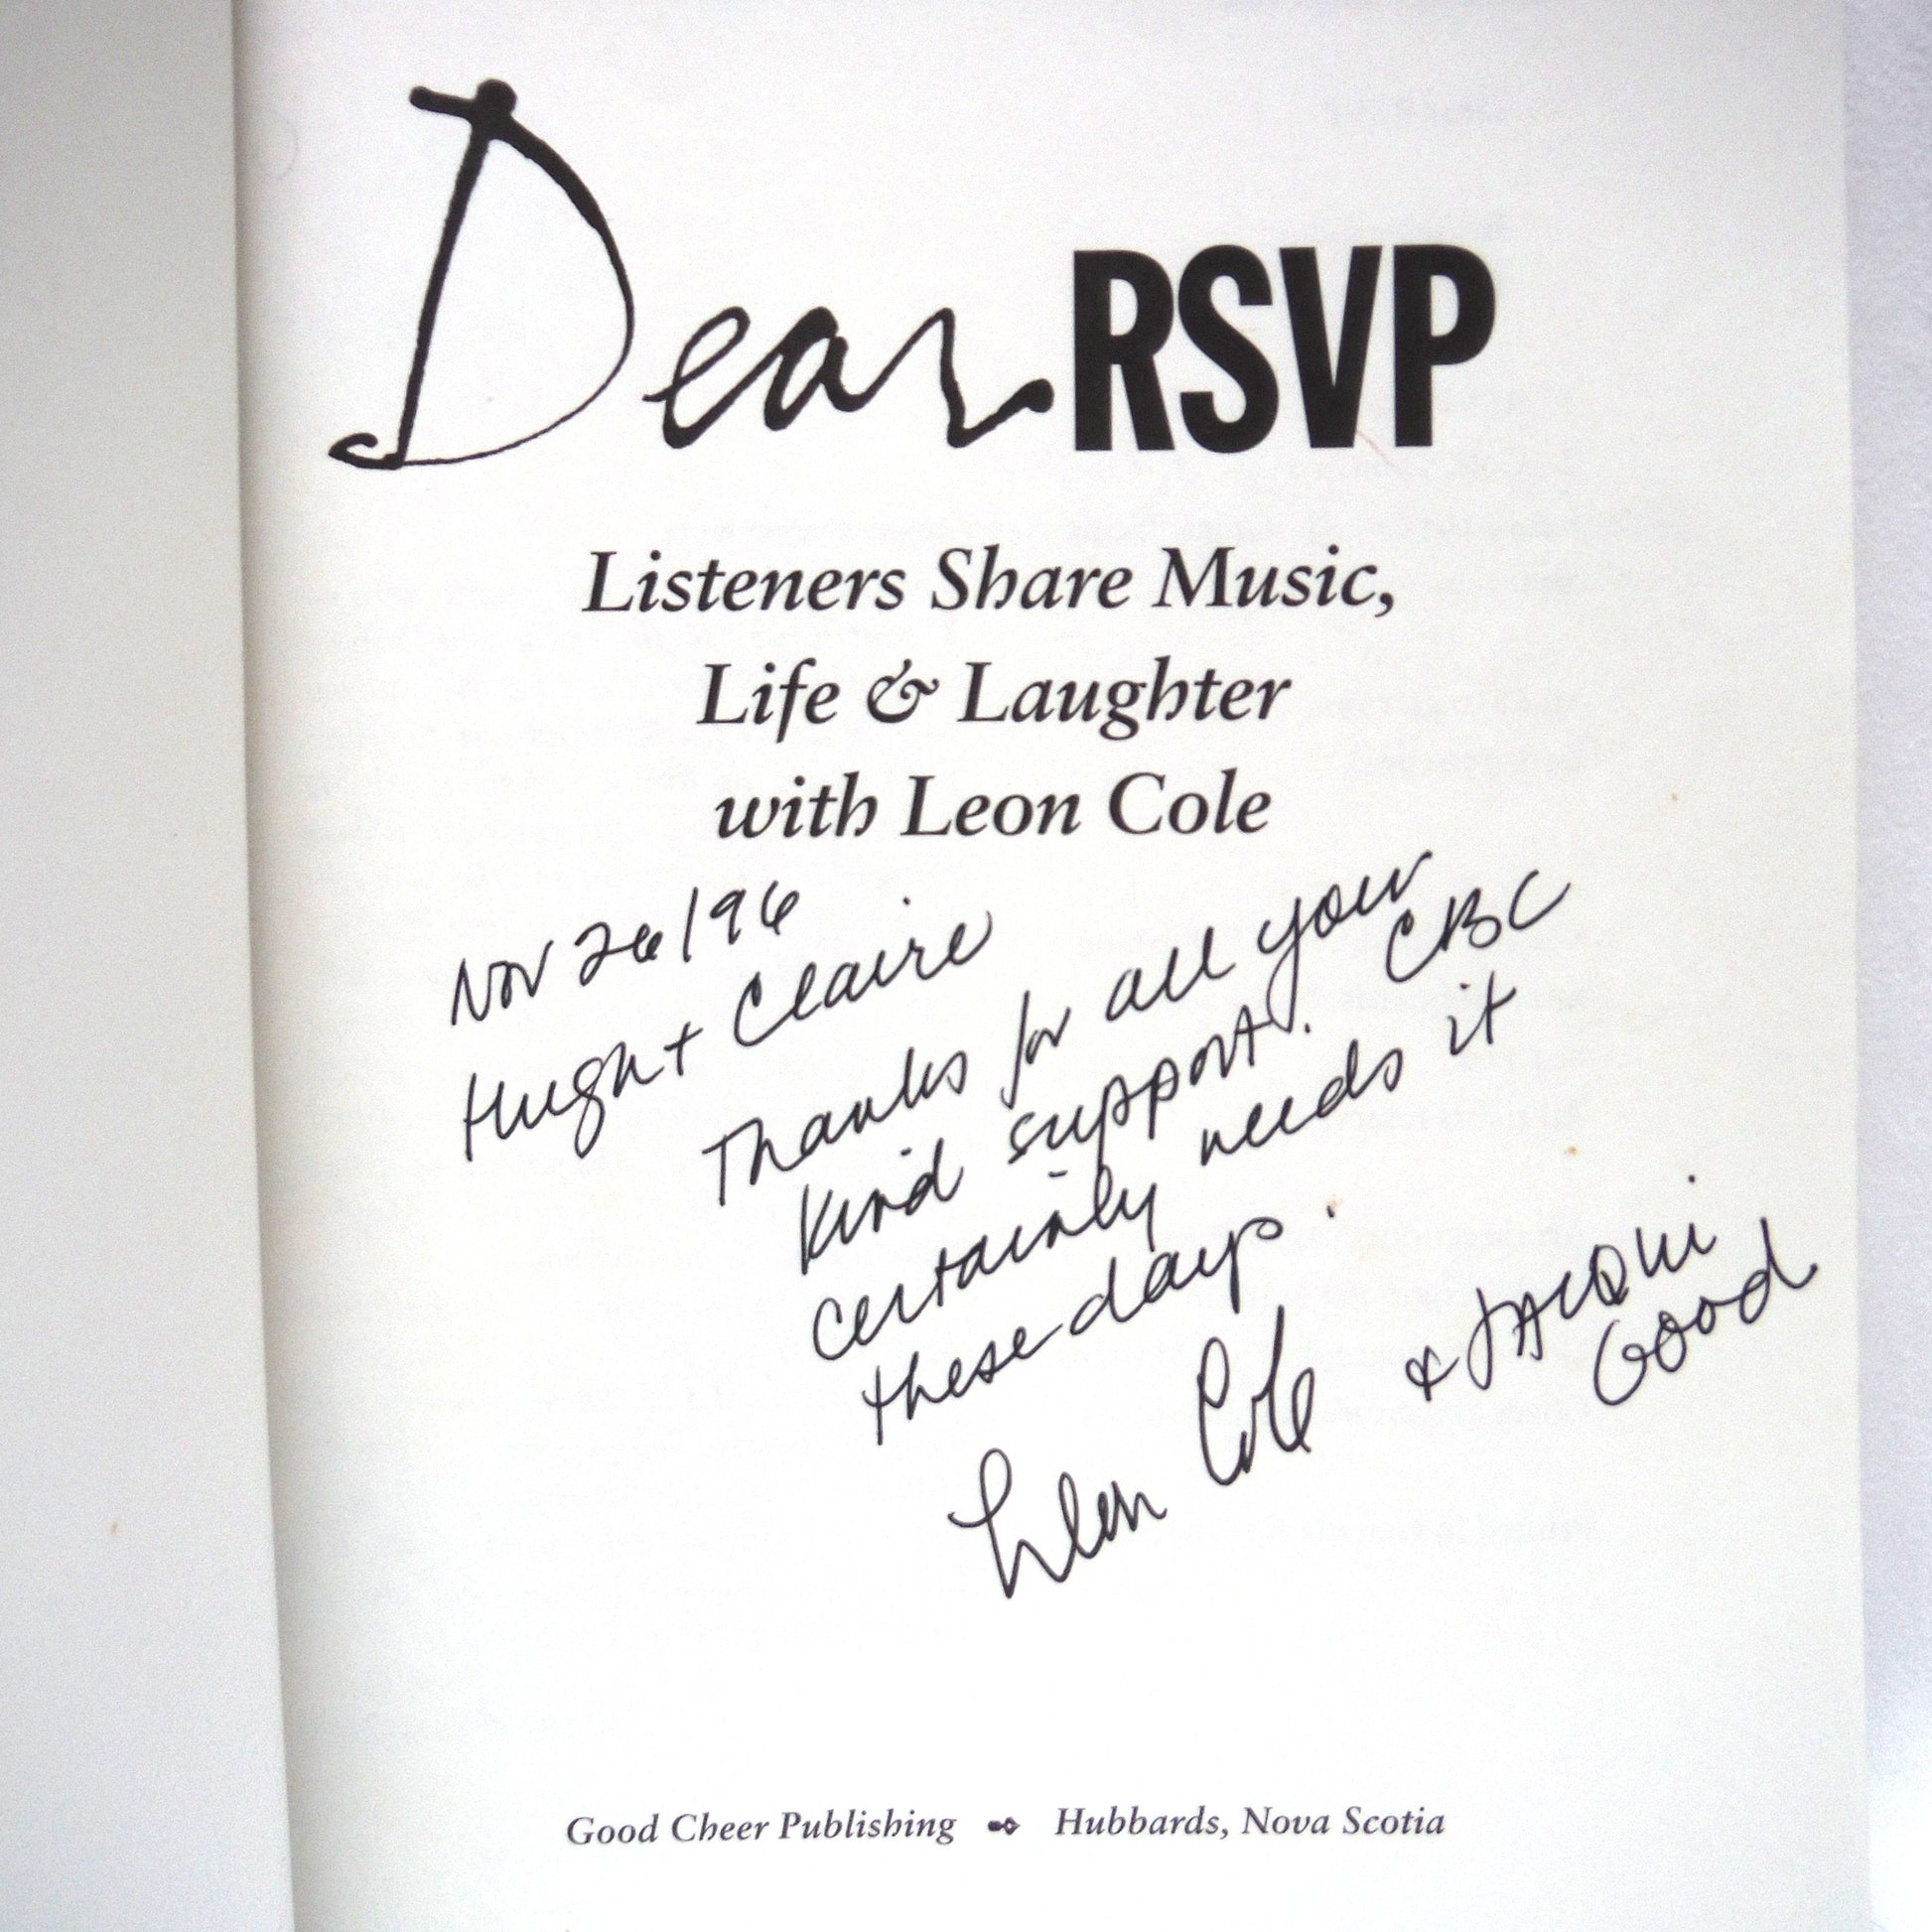 Dear RSVP
Listeners Share Music,
Life & Laughter
with Leon Cole
Nov 26/96
Hugh + Claire
Thanks for all your
kind support. CBC
certainly needs it
these days.
Leon Cole
& JACQui
Good
Good Cheer Publishing Hubbards, Nova Scotia